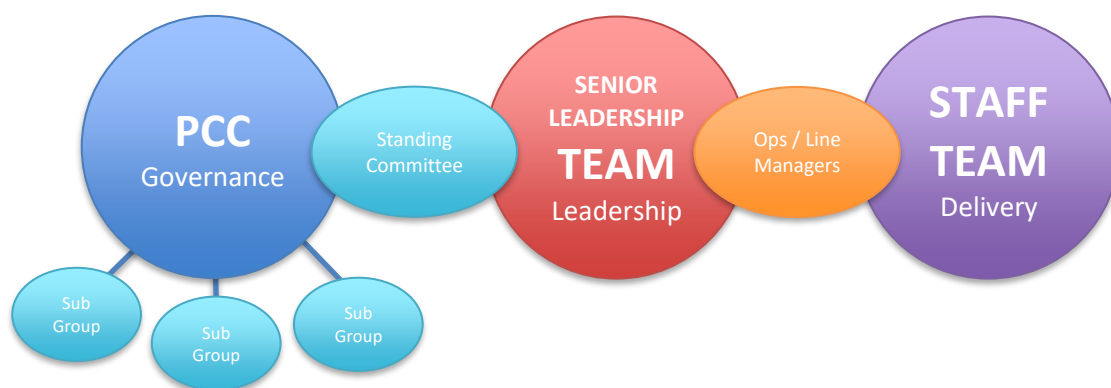 PCC
Governance
Standing
Committee
SENIOR
LEADERSHIP
TEAM
Leadership
Ops / Line
Managers
STAFF
TEAM
Delivery
Sub
Group
Sub
Group
Sub
Group